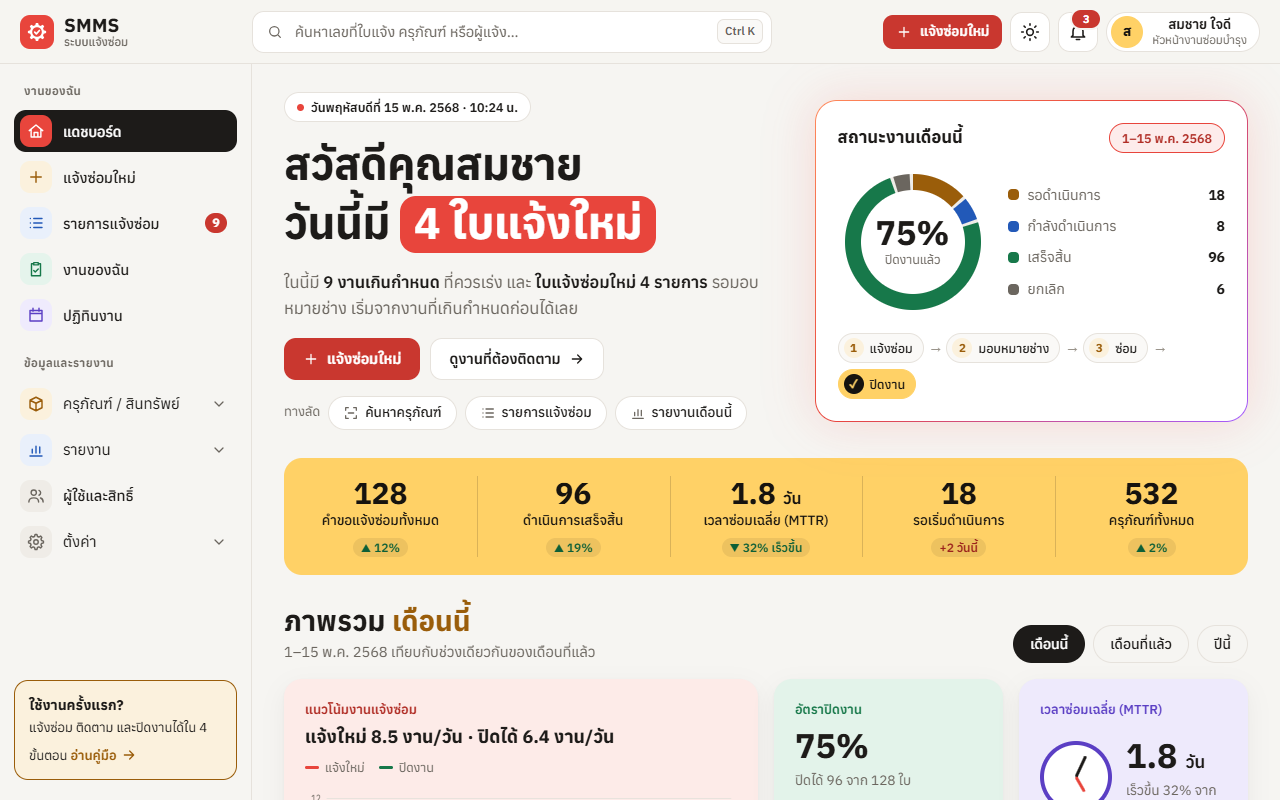 SMMS
ระบบแจ้งซ่อม
ค้นหาเลขที่ใบแจ้ง ครุภัณฑ์ หรือผู้แจ้ง...
Ctrl K
แจ้งซ่อมใหม่
3
ส
สมชาย ใจดี
หัวหน้างานซ่อมบำรุง
งานของฉัน
แดชบอร์ด
แจ้งซ่อมใหม่
รายการแจ้งซ่อม
9
งานของฉัน
ปฏิทินงาน
ข้อมูลและรายงาน
ครุภัณฑ์ / สินทรัพย์
รายงาน
ผู้ใช้และสิทธิ์
ตั้งค่า
ใช้งานครั้งแรก?
แจ้งซ่อม ติดตาม และปิดงานได้ใน 4
ขั้นตอน อ่านคู่มือ →
วันพฤหัสบดีที่ 15 พ.ค. 2568 · 10:24 น.
สวัสดีคุณสมชาย
วันนี้มี 4 ใบแจ้งใหม่
ในนี้มี 9 งานเกินกำหนด ที่ควรเร่ง และ ใบแจ้งซ่อมใหม่ 4 รายการ รอมอบ
หมายช่าง เริ่มจากงานที่เกินกำหนดก่อนได้เลย
แจ้งซ่อมใหม่
ดูงานที่ต้องติดตาม →
ทางลัด
ค้นหาครุภัณฑ์
รายการแจ้งซ่อม
รายงานเดือนนี้
สถานะงานเดือนนี้
1–15 พ.ค. 2568
75%
ปิดงานแล้ว
รอดำเนินการ 18
กำลังดำเนินการ 8
เสร็จสิ้น 96
ยกเลิก 6
1 แจ้งซ่อม → 2 มอบหมายช่าง → 3 ซ่อม →
✓ ปิดงาน
128
คำขอแจ้งซ่อมทั้งหมด
▲ 12%
96
ดำเนินการเสร็จสิ้น
▲ 19%
1.8 วัน
เวลาซ่อมเฉลี่ย (MTTR)
▼ 32% เร็วขึ้น
18
รอเริ่มดำเนินการ
+2 วันนี้
532
ครุภัณฑ์ทั้งหมด
▲ 2%
ภาพรวม เดือนนี้
1–15 พ.ค. 2568 เทียบกับช่วงเดียวกันของเดือนที่แล้ว
เดือนนี้
เดือนที่แล้ว
ปีนี้
แนวโน้มงานแจ้งซ่อม
แจ้งใหม่ 8.5 งาน/วัน · ปิดได้ 6.4 งาน/วัน
แจ้งใหม่
ปิดงาน
12
อัตราปิดงาน
75%
ปิดได้ 96 จาก 128 ใบ
เวลาซ่อมเฉลี่ย (MTTR)
1.8 วัน
เร็วขึ้น 32% จาก